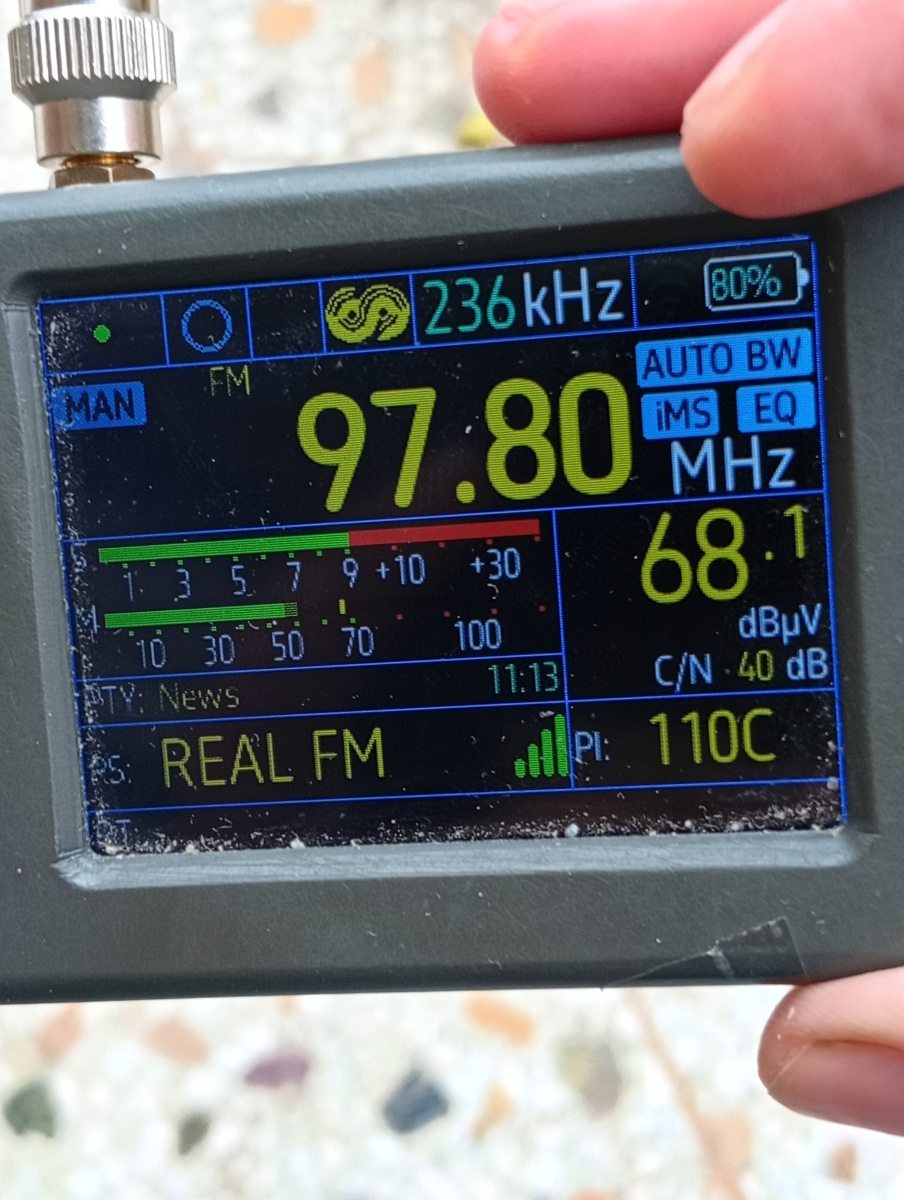 236 kHz 80%
FM AUTO BW
MAN 97.80 iMS EQ
MHz
S 1 3 5 7 9 +10 +30 68.1
M 10 30 50 70 100 dBµV
C/N 40 dB
PTY: News 11:13
PS: REAL FM PI: 110C
RT